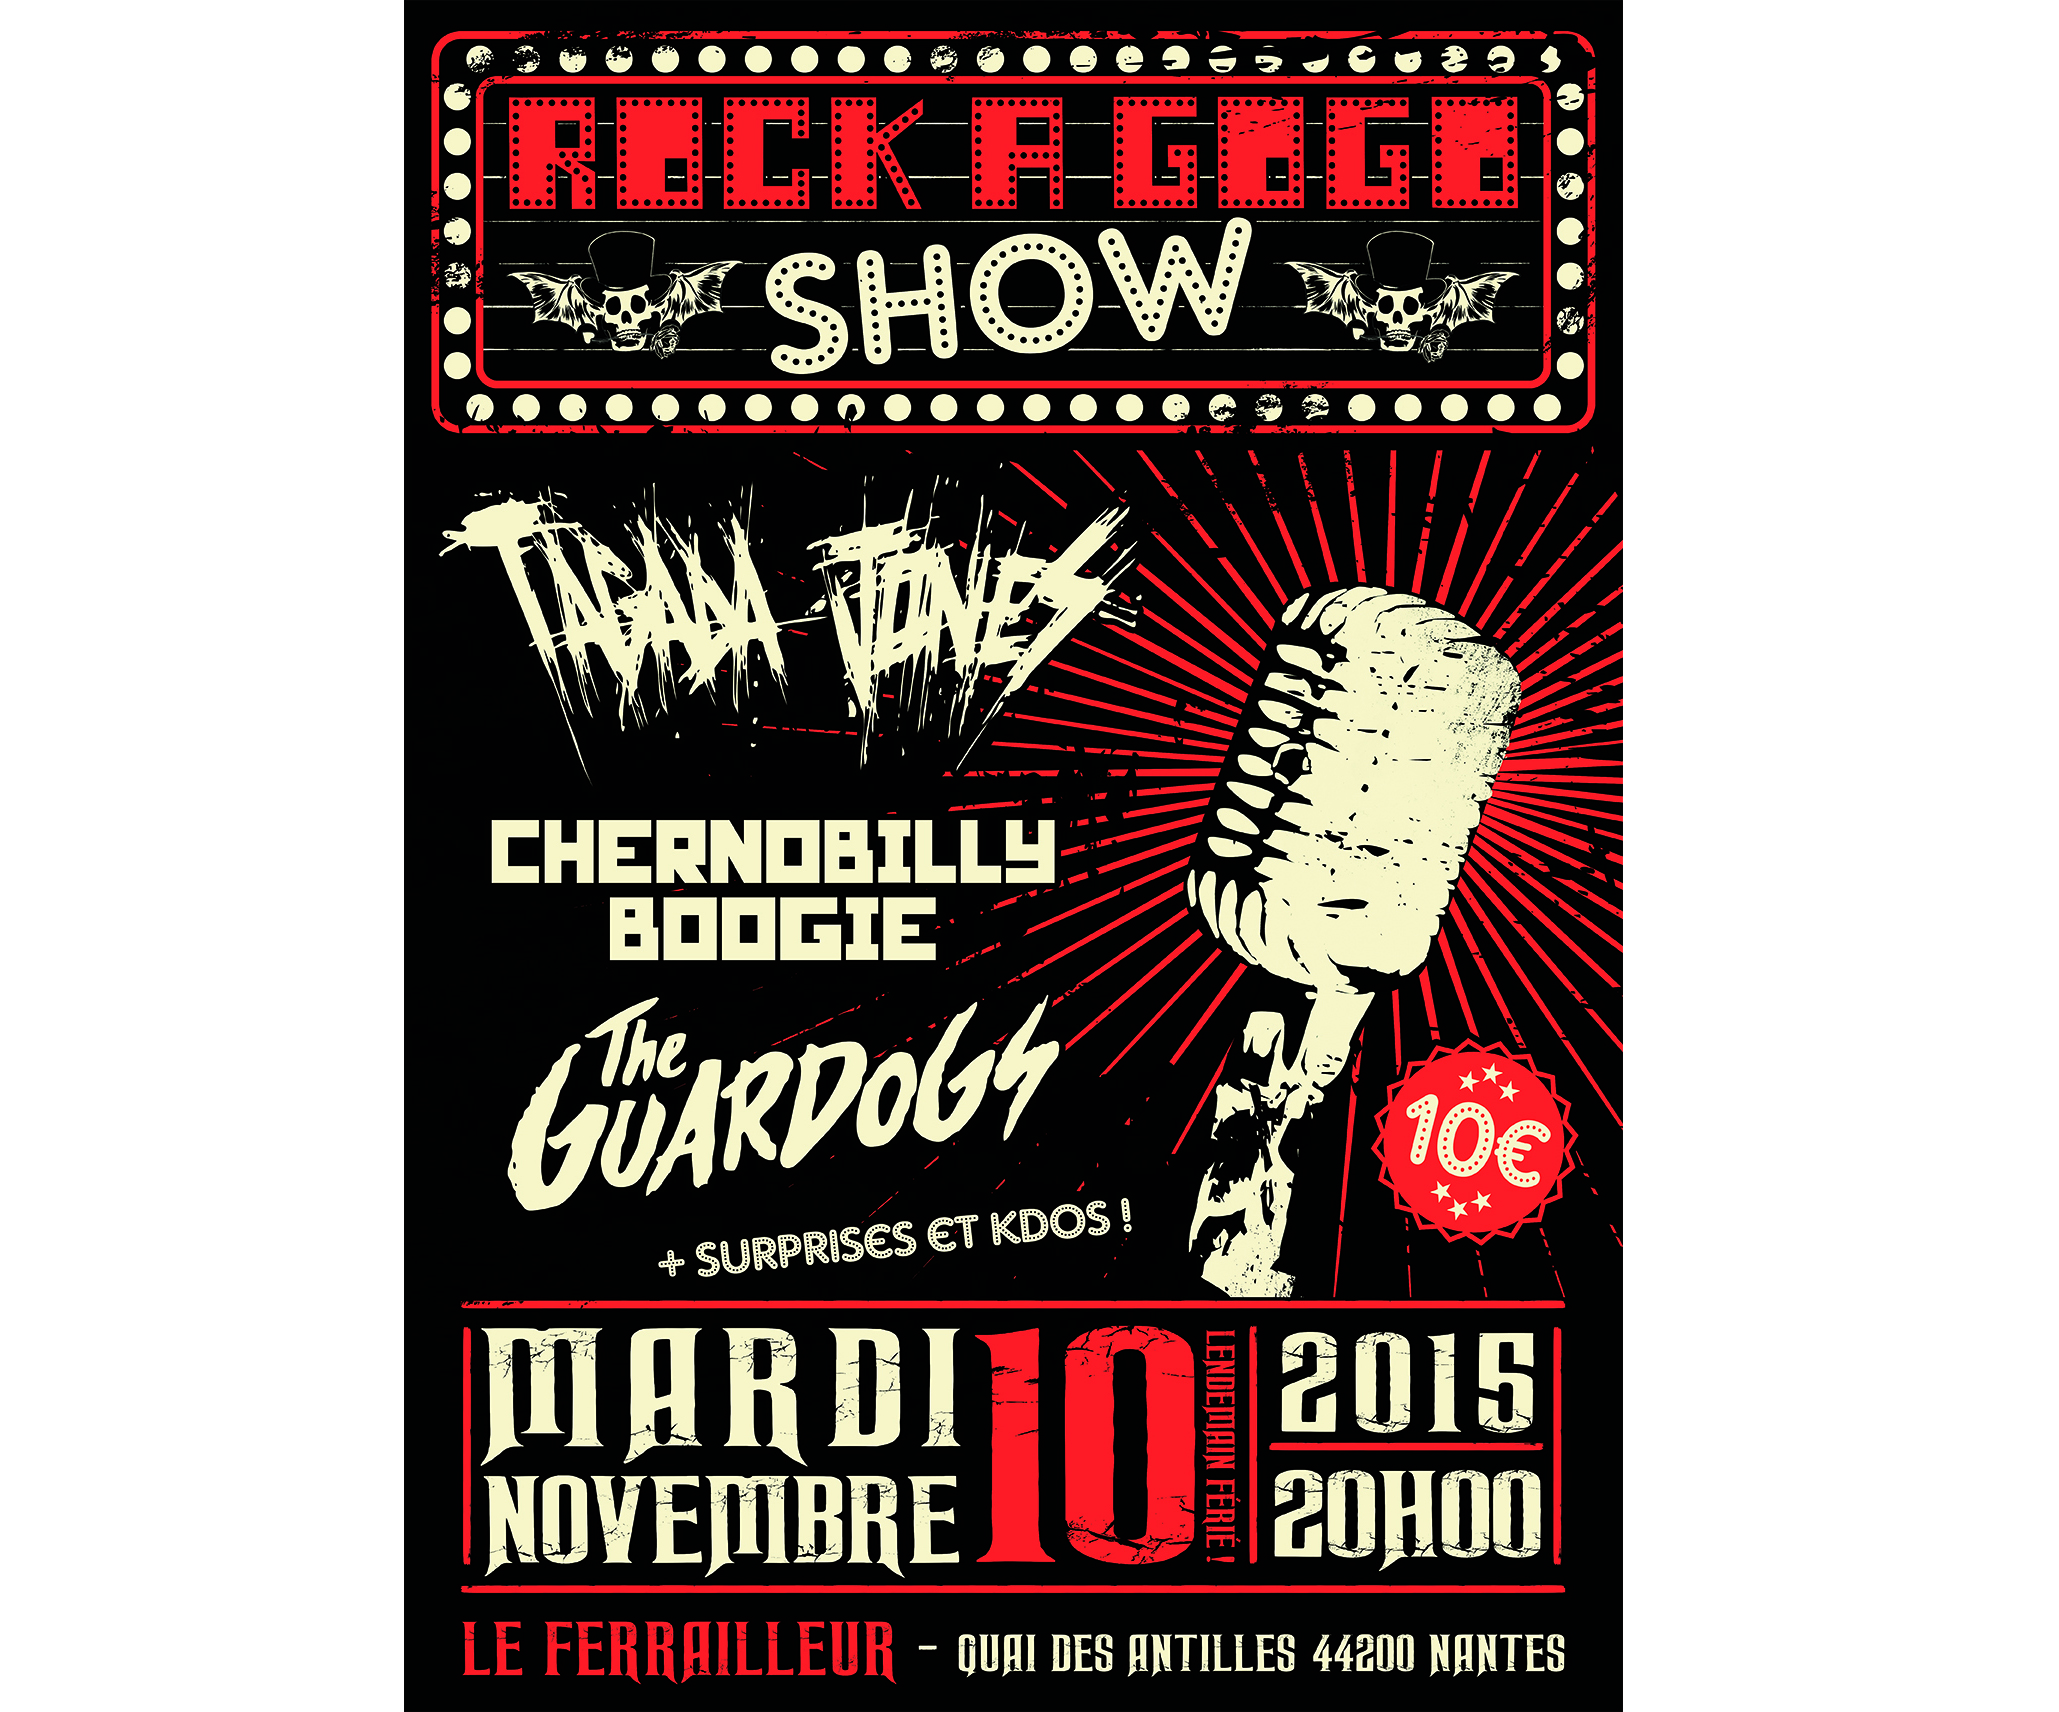 ROCK A GOGO
SHOW
TAGADA JONES
CHERNOBILLY
BOOGIE
The
GUARDOGS
+ SURPRISES ET KDOS !
10€
MARDI
NOVEMBRE
10
LENDEMAIN FÉRIÉ !
2015
20H00
LE FERRAILLEUR - QUAI DES ANTILLES 44200 NANTES